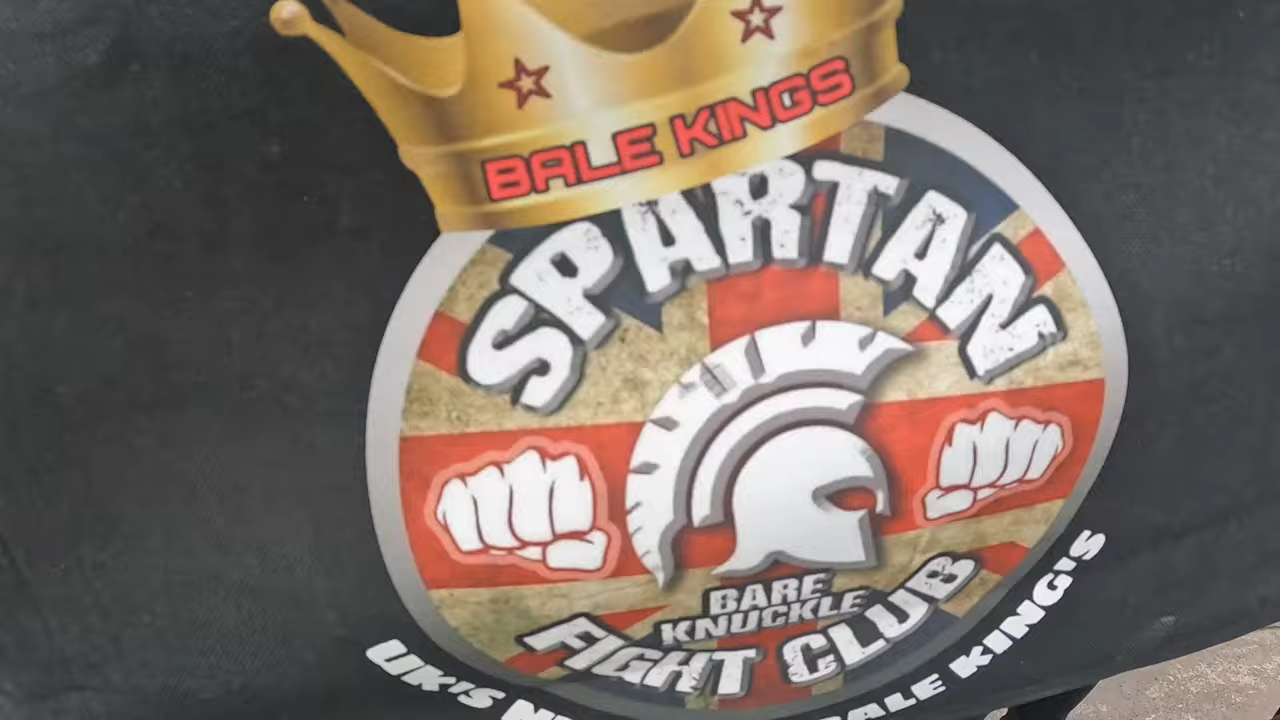 BALE KINGS
SPARTAN
BARE
KNUCKLE
FIGHT CLUB
UK'S BALE KING'S